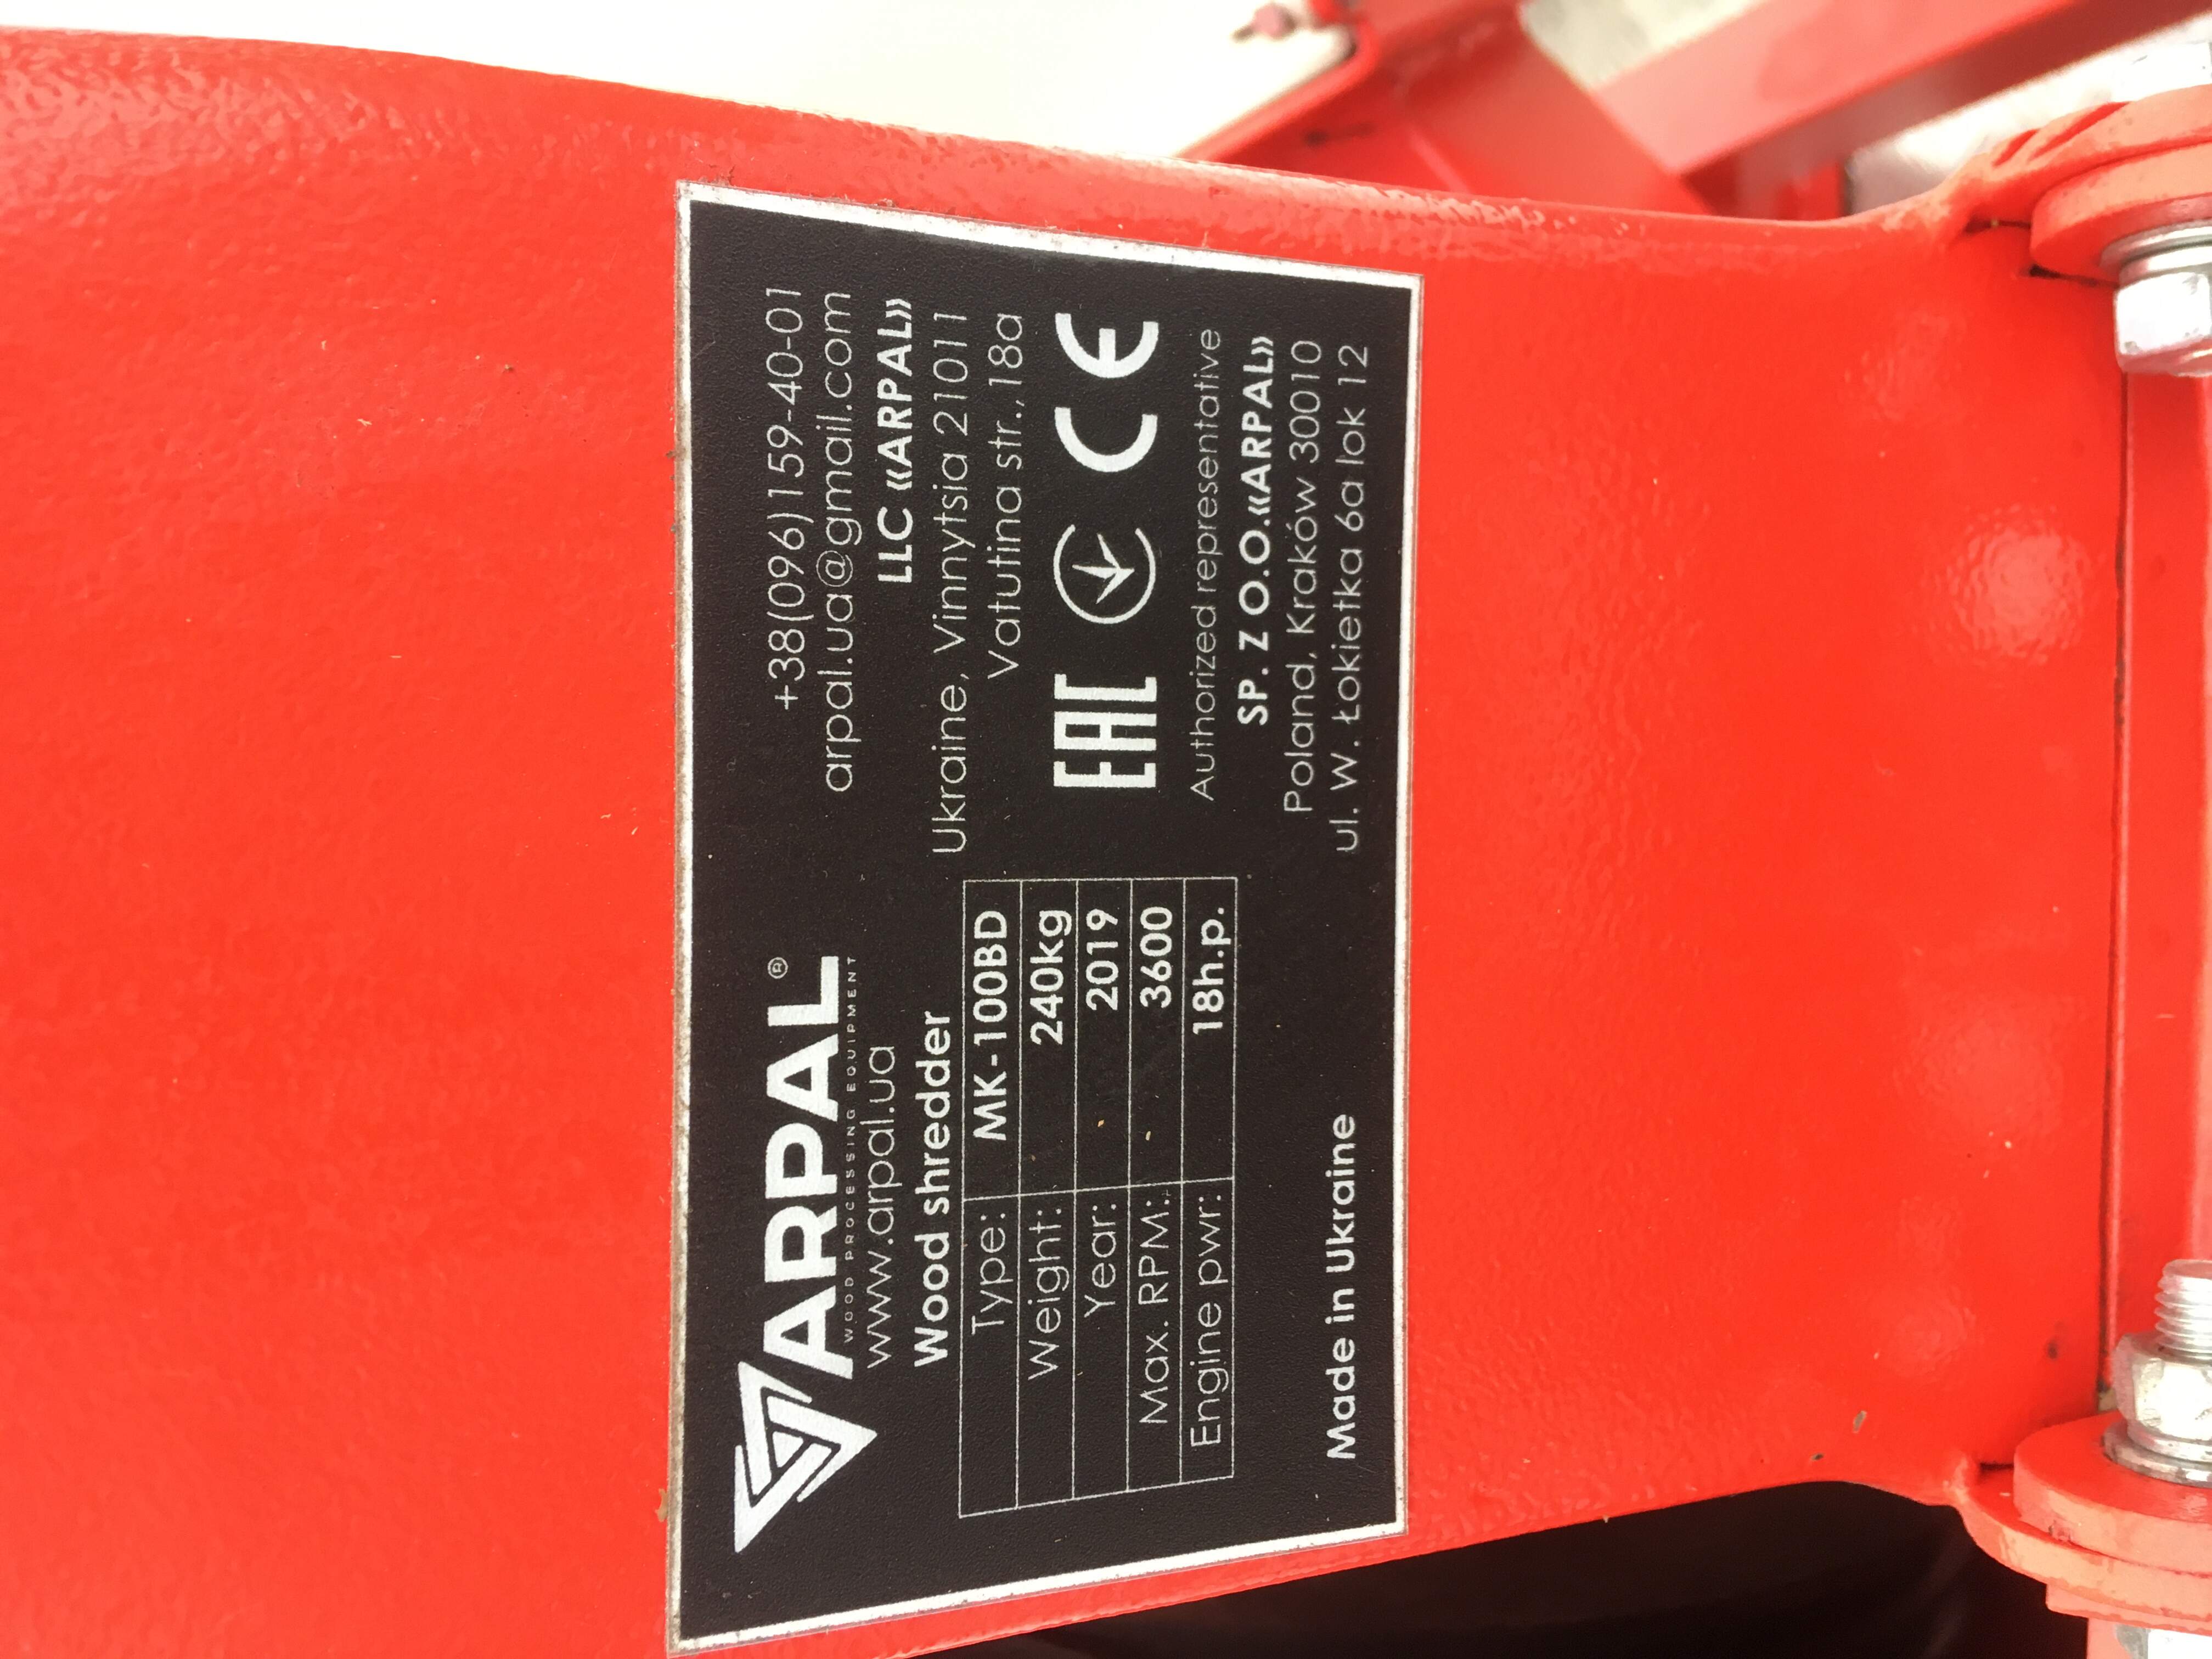 ARPAL®
WOOD PROCESSING EQUIPMENT
www.arpal.ua
Wood shredder
Type: MK-100BD
Weight: 240kg
Year: 2019
Max. RPM: 3600
Engine pwr: 18h.p.
Made in Ukraine
+38(096)159-40-01
arpal.ua@gmail.com
LLC «ARPAL»
Ukraine, Vinnytsia 21011
Vatutina str.,18a
EAC CE
Authorized representative
SP. Z O.O.«ARPAL»
Poland, Kraków 30010
ul. W. Łokietka 6a lok 12